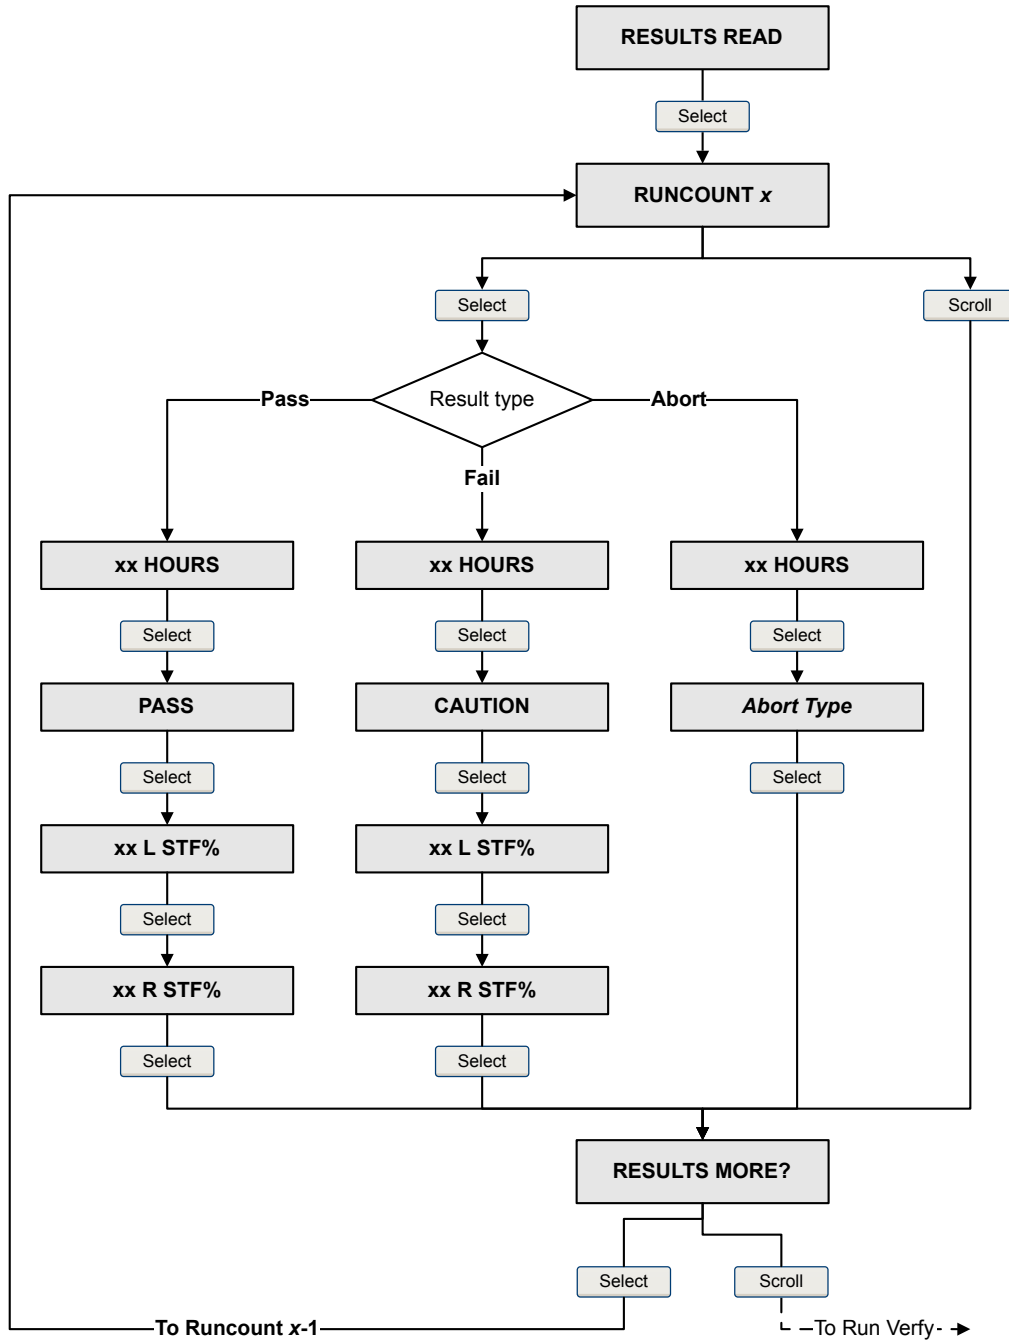 RESULTS READ
Select
RUNCOUNT x
Select
Scroll
Pass
Result type
Abort
Fail
xx HOURS
xx HOURS
xx HOURS
Select
Select
Select
PASS
CAUTION
Abort Type
Select
Select
Select
xx L STF%
xx L STF%
Select
Select
xx R STF%
xx R STF%
Select
Select
RESULTS MORE?
Select
Scroll
To Runcount x-1
To Run Verfy